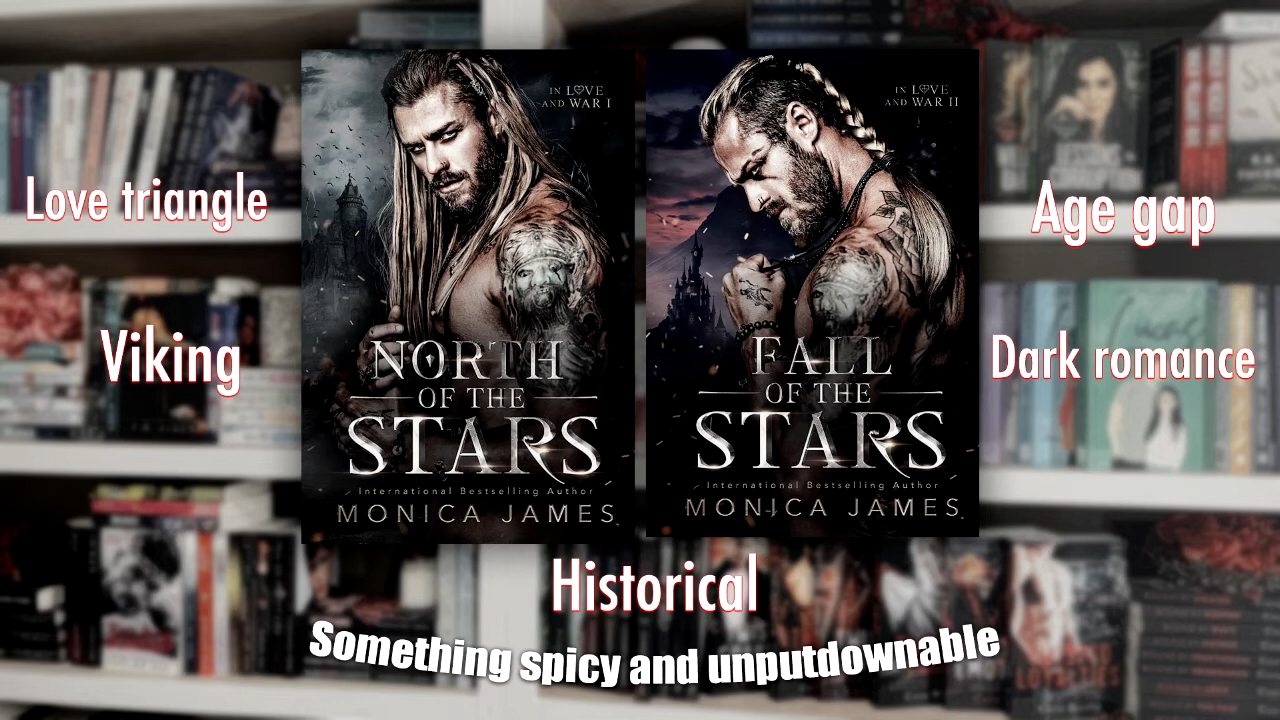 Love triangle
Viking
IN LOVE
AND WAR I
NORTH
OF THE
STARS
International Bestselling Author
MONICA JAMES
IN LOVE
AND WAR II
FALL
OF THE
STARS
International Bestselling Author
MONICA JAMES
Age gap
Dark romance
Historical
Something spicy and unputdownable